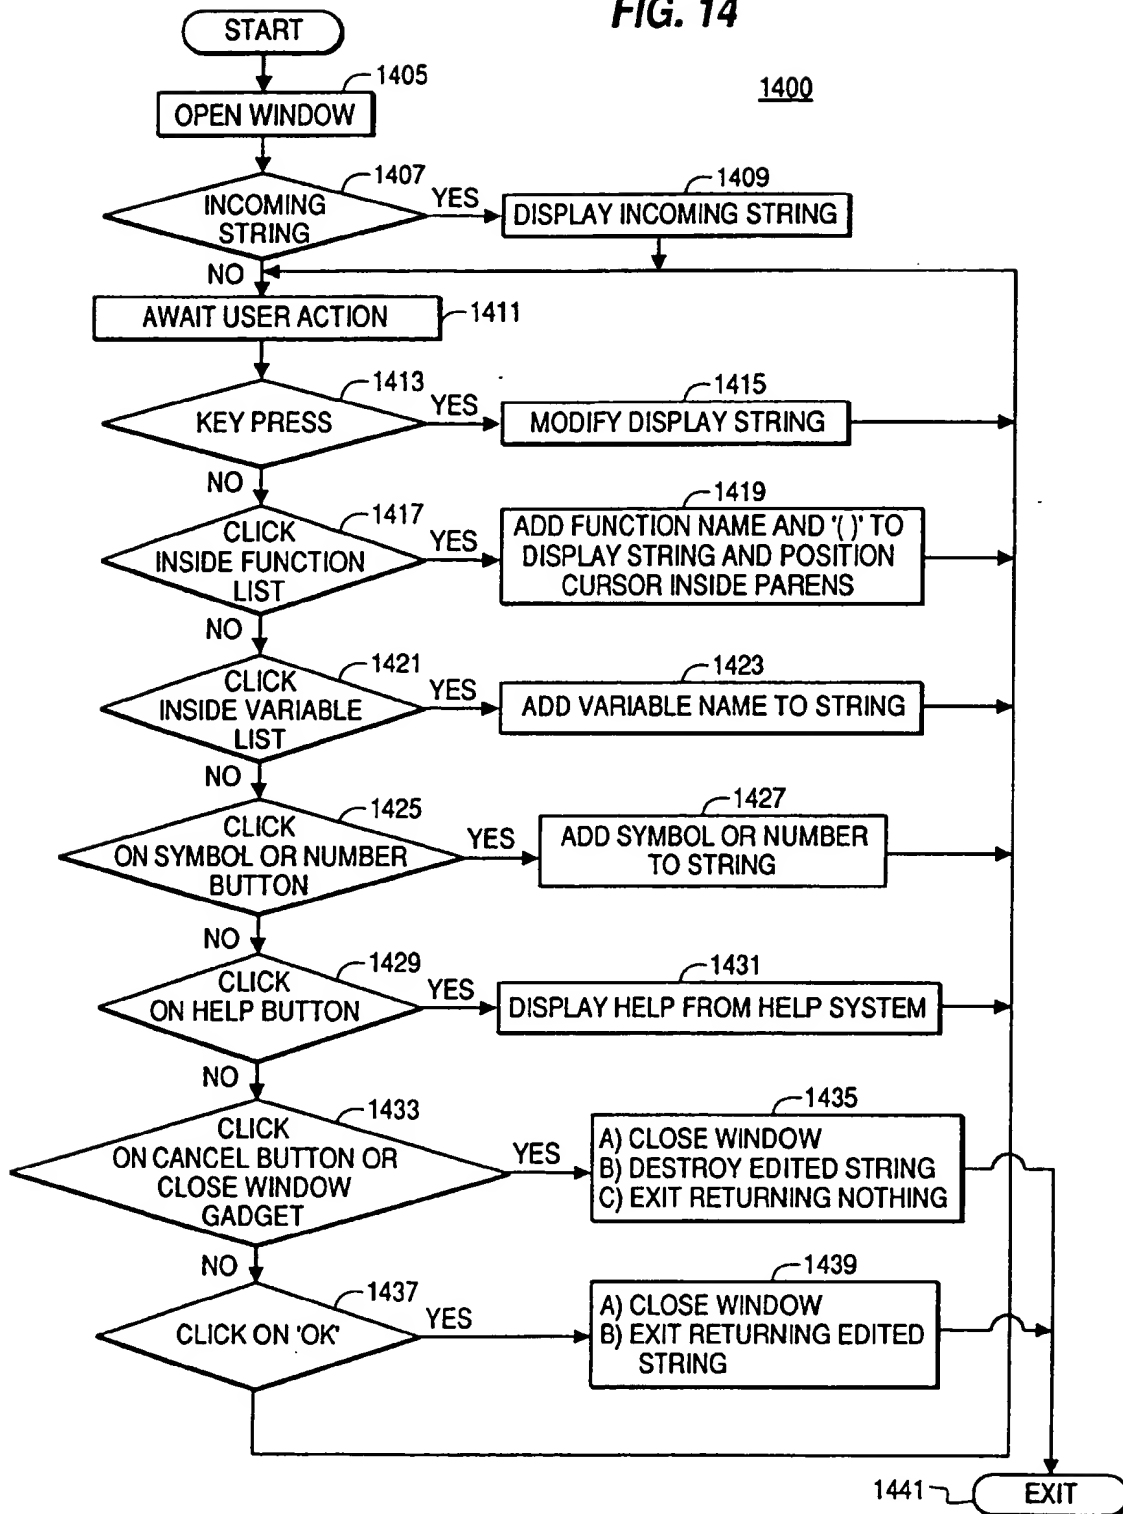 FIG. 14
START
1405
1400
OPEN WINDOW
1407
1409
INCOMING
STRING
YES
DISPLAY INCOMING STRING
NO
AWAIT USER ACTION
1411
1413
1415
KEY PRESS
YES
MODIFY DISPLAY STRING
NO
1417
1419
CLICK
INSIDE FUNCTION
LIST
YES
ADD FUNCTION NAME AND '( )' TO
DISPLAY STRING AND POSITION
CURSOR INSIDE PARENS
NO
1421
1423
CLICK
INSIDE VARIABLE
LIST
YES
ADD VARIABLE NAME TO STRING
NO
1425
1427
CLICK
ON SYMBOL OR NUMBER
BUTTON
YES
ADD SYMBOL OR NUMBER
TO STRING
NO
1429
1431
CLICK
ON HELP BUTTON
YES
DISPLAY HELP FROM HELP SYSTEM
NO
1433
1435
CLICK
ON CANCEL BUTTON OR
CLOSE WINDOW
GADGET
YES
A) CLOSE WINDOW
B) DESTROY EDITED STRING
C) EXIT RETURNING NOTHING
NO
1437
1439
CLICK ON 'OK'
YES
A) CLOSE WINDOW
B) EXIT RETURNING EDITED
STRING
1441
EXIT